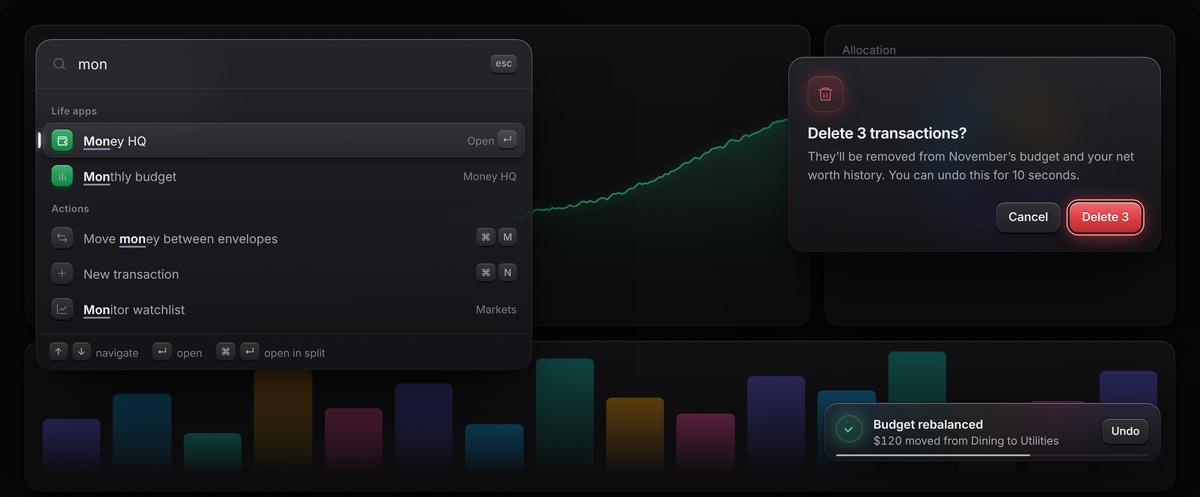 mon
esc
Life apps
Money HQ
Open ↵
Monthly budget
Money HQ
Actions
Move money between envelopes
⌘ M
New transaction
⌘ N
Monitor watchlist
Markets
↑ ↓ navigate ↵ open ⌘ ↵ open in split
Allocation
Delete 3 transactions?
They’ll be removed from November’s budget and your net
worth history. You can undo this for 10 seconds.
Cancel
Delete 3
Budget rebalanced
$120 moved from Dining to Utilities
Undo